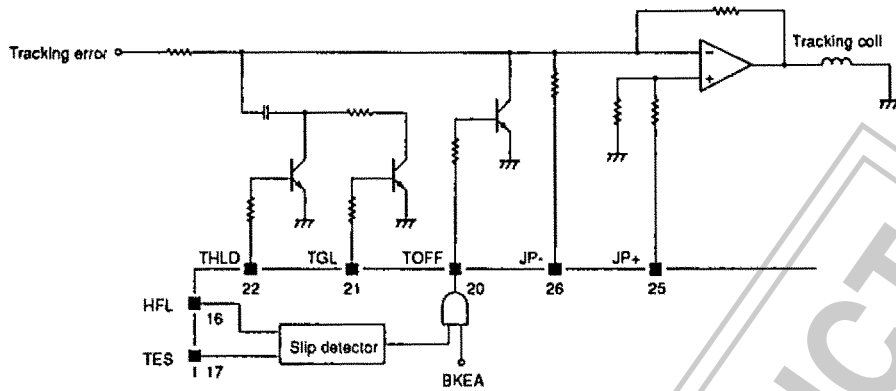 Tracking error
Tracking coil
−
+
THLD
TGL
TOFF
JP-
JP+
22
21
20
26
25
HFL
16
Slip detector
TES
17
BKEA